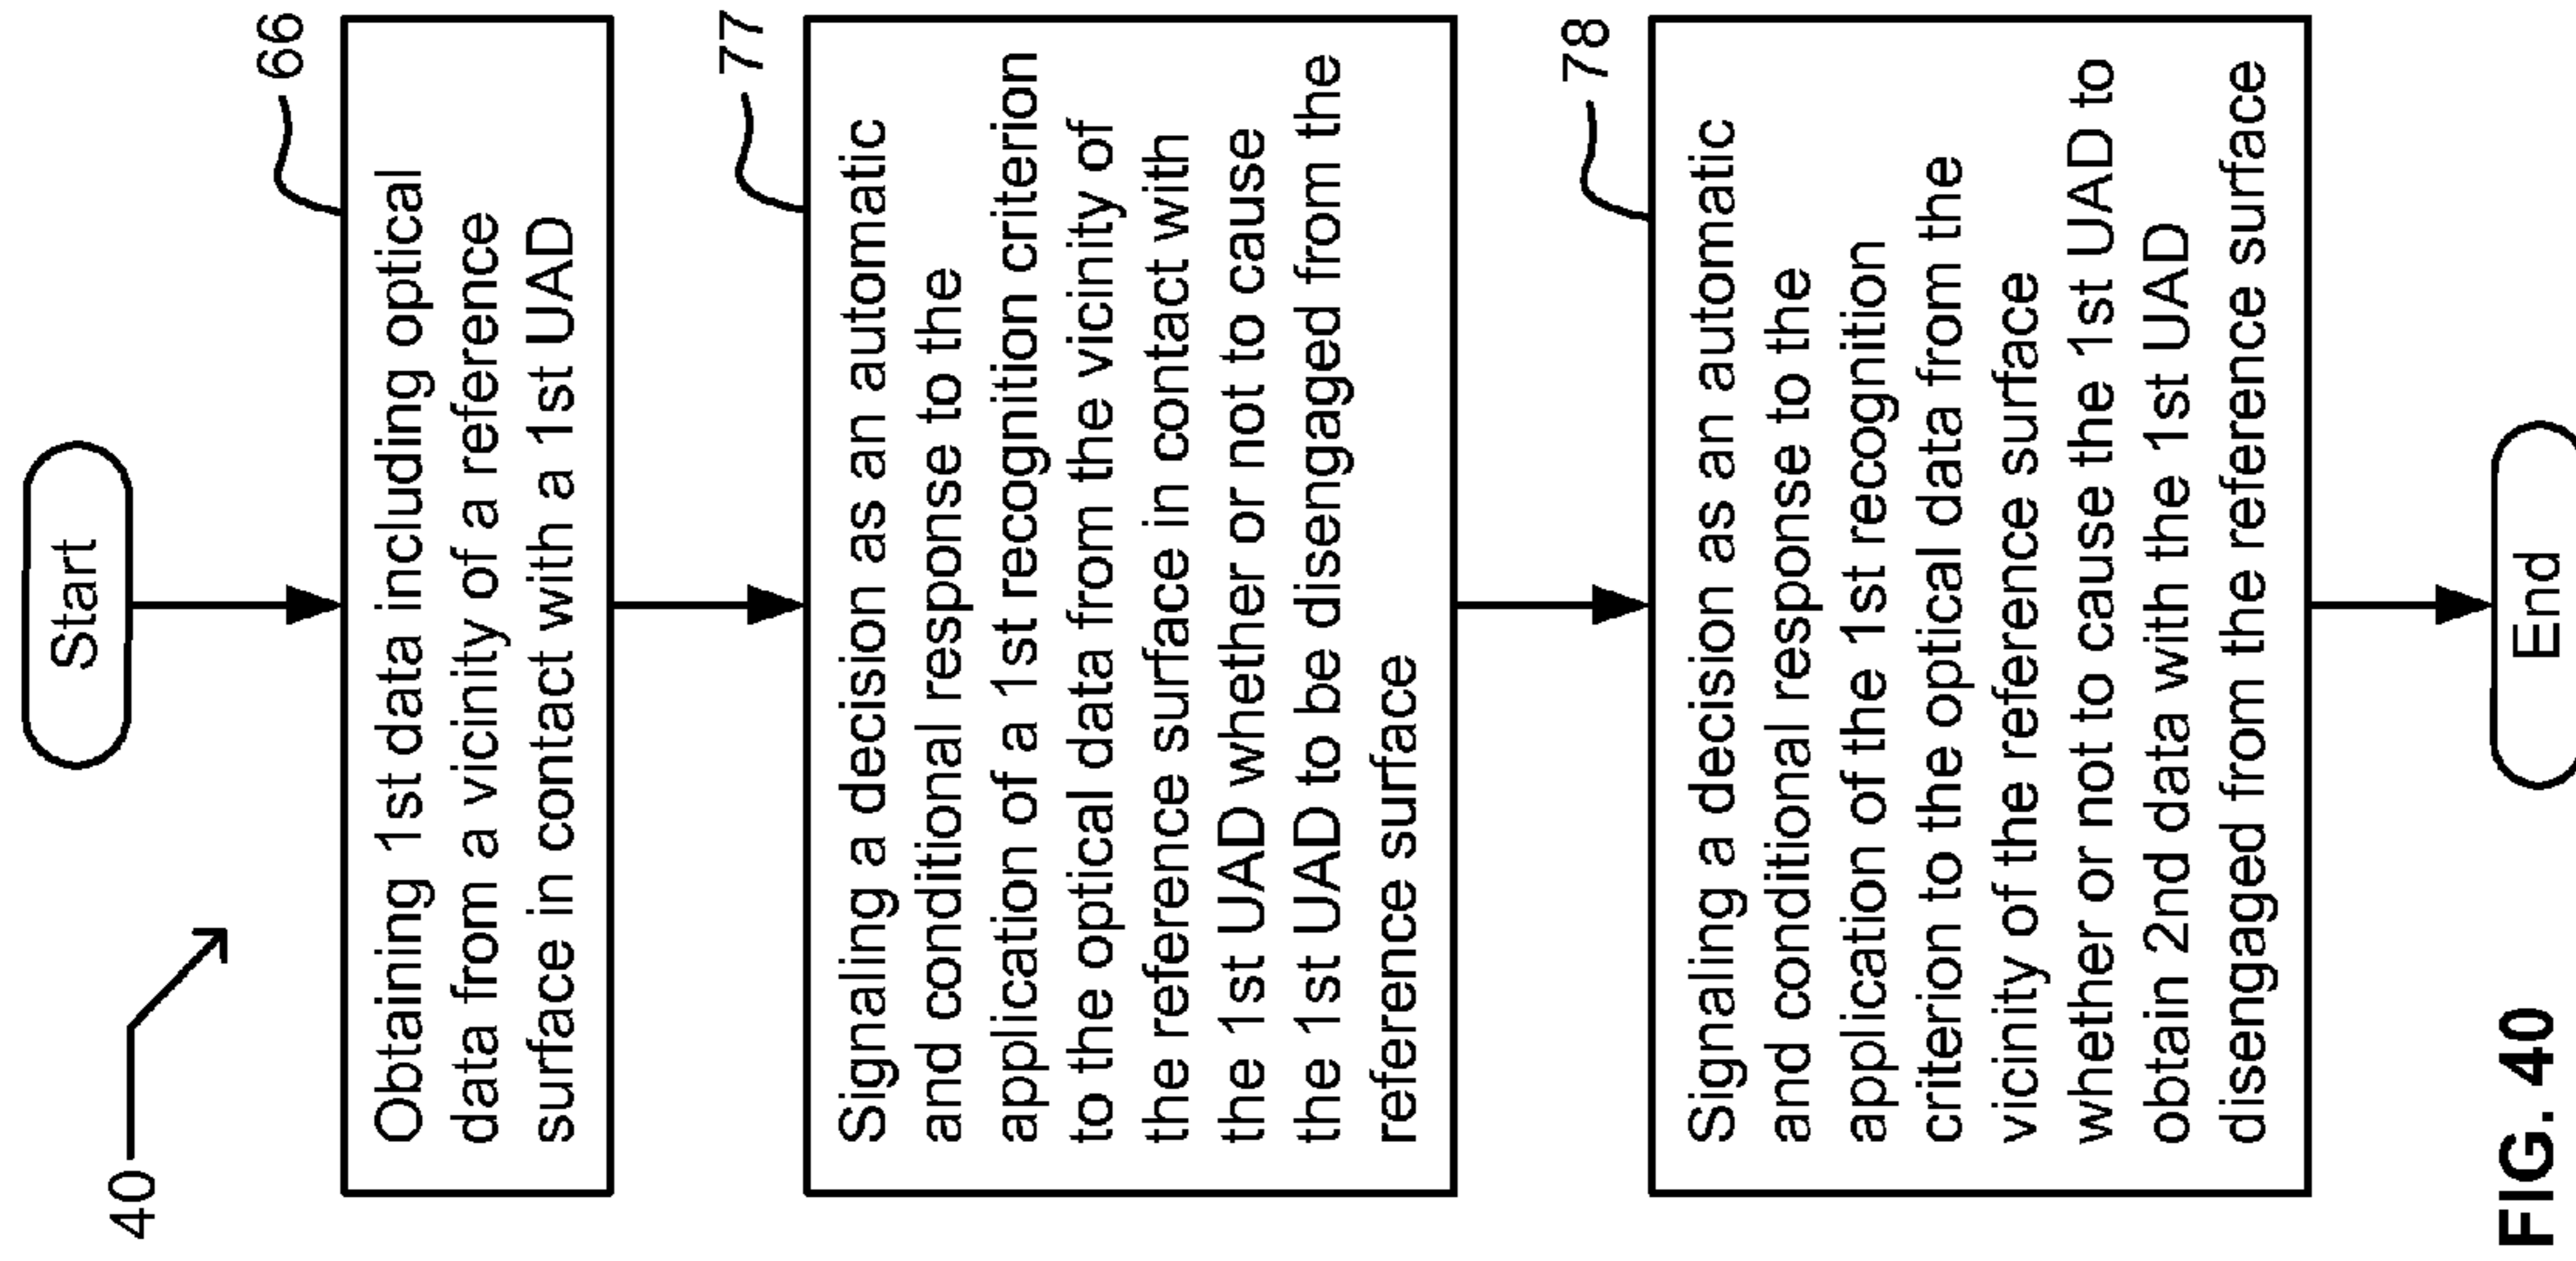 40
Start
66
Obtaining 1st data including optical
data from a vicinity of a reference
surface in contact with a 1st UAD
77
Signaling a decision as an automatic
and conditional response to the
application of a 1st recognition criterion
to the optical data from the vicinity of
the reference surface in contact with
the 1st UAD whether or not to cause
the 1st UAD to be disengaged from the
reference surface
78
Signaling a decision as an automatic
and conditional response to the
application of the 1st recognition
criterion to the optical data from the
vicinity of the reference surface
whether or not to cause the 1st UAD to
obtain 2nd data with the 1st UAD
disengaged from the reference surface
End
FIG. 40